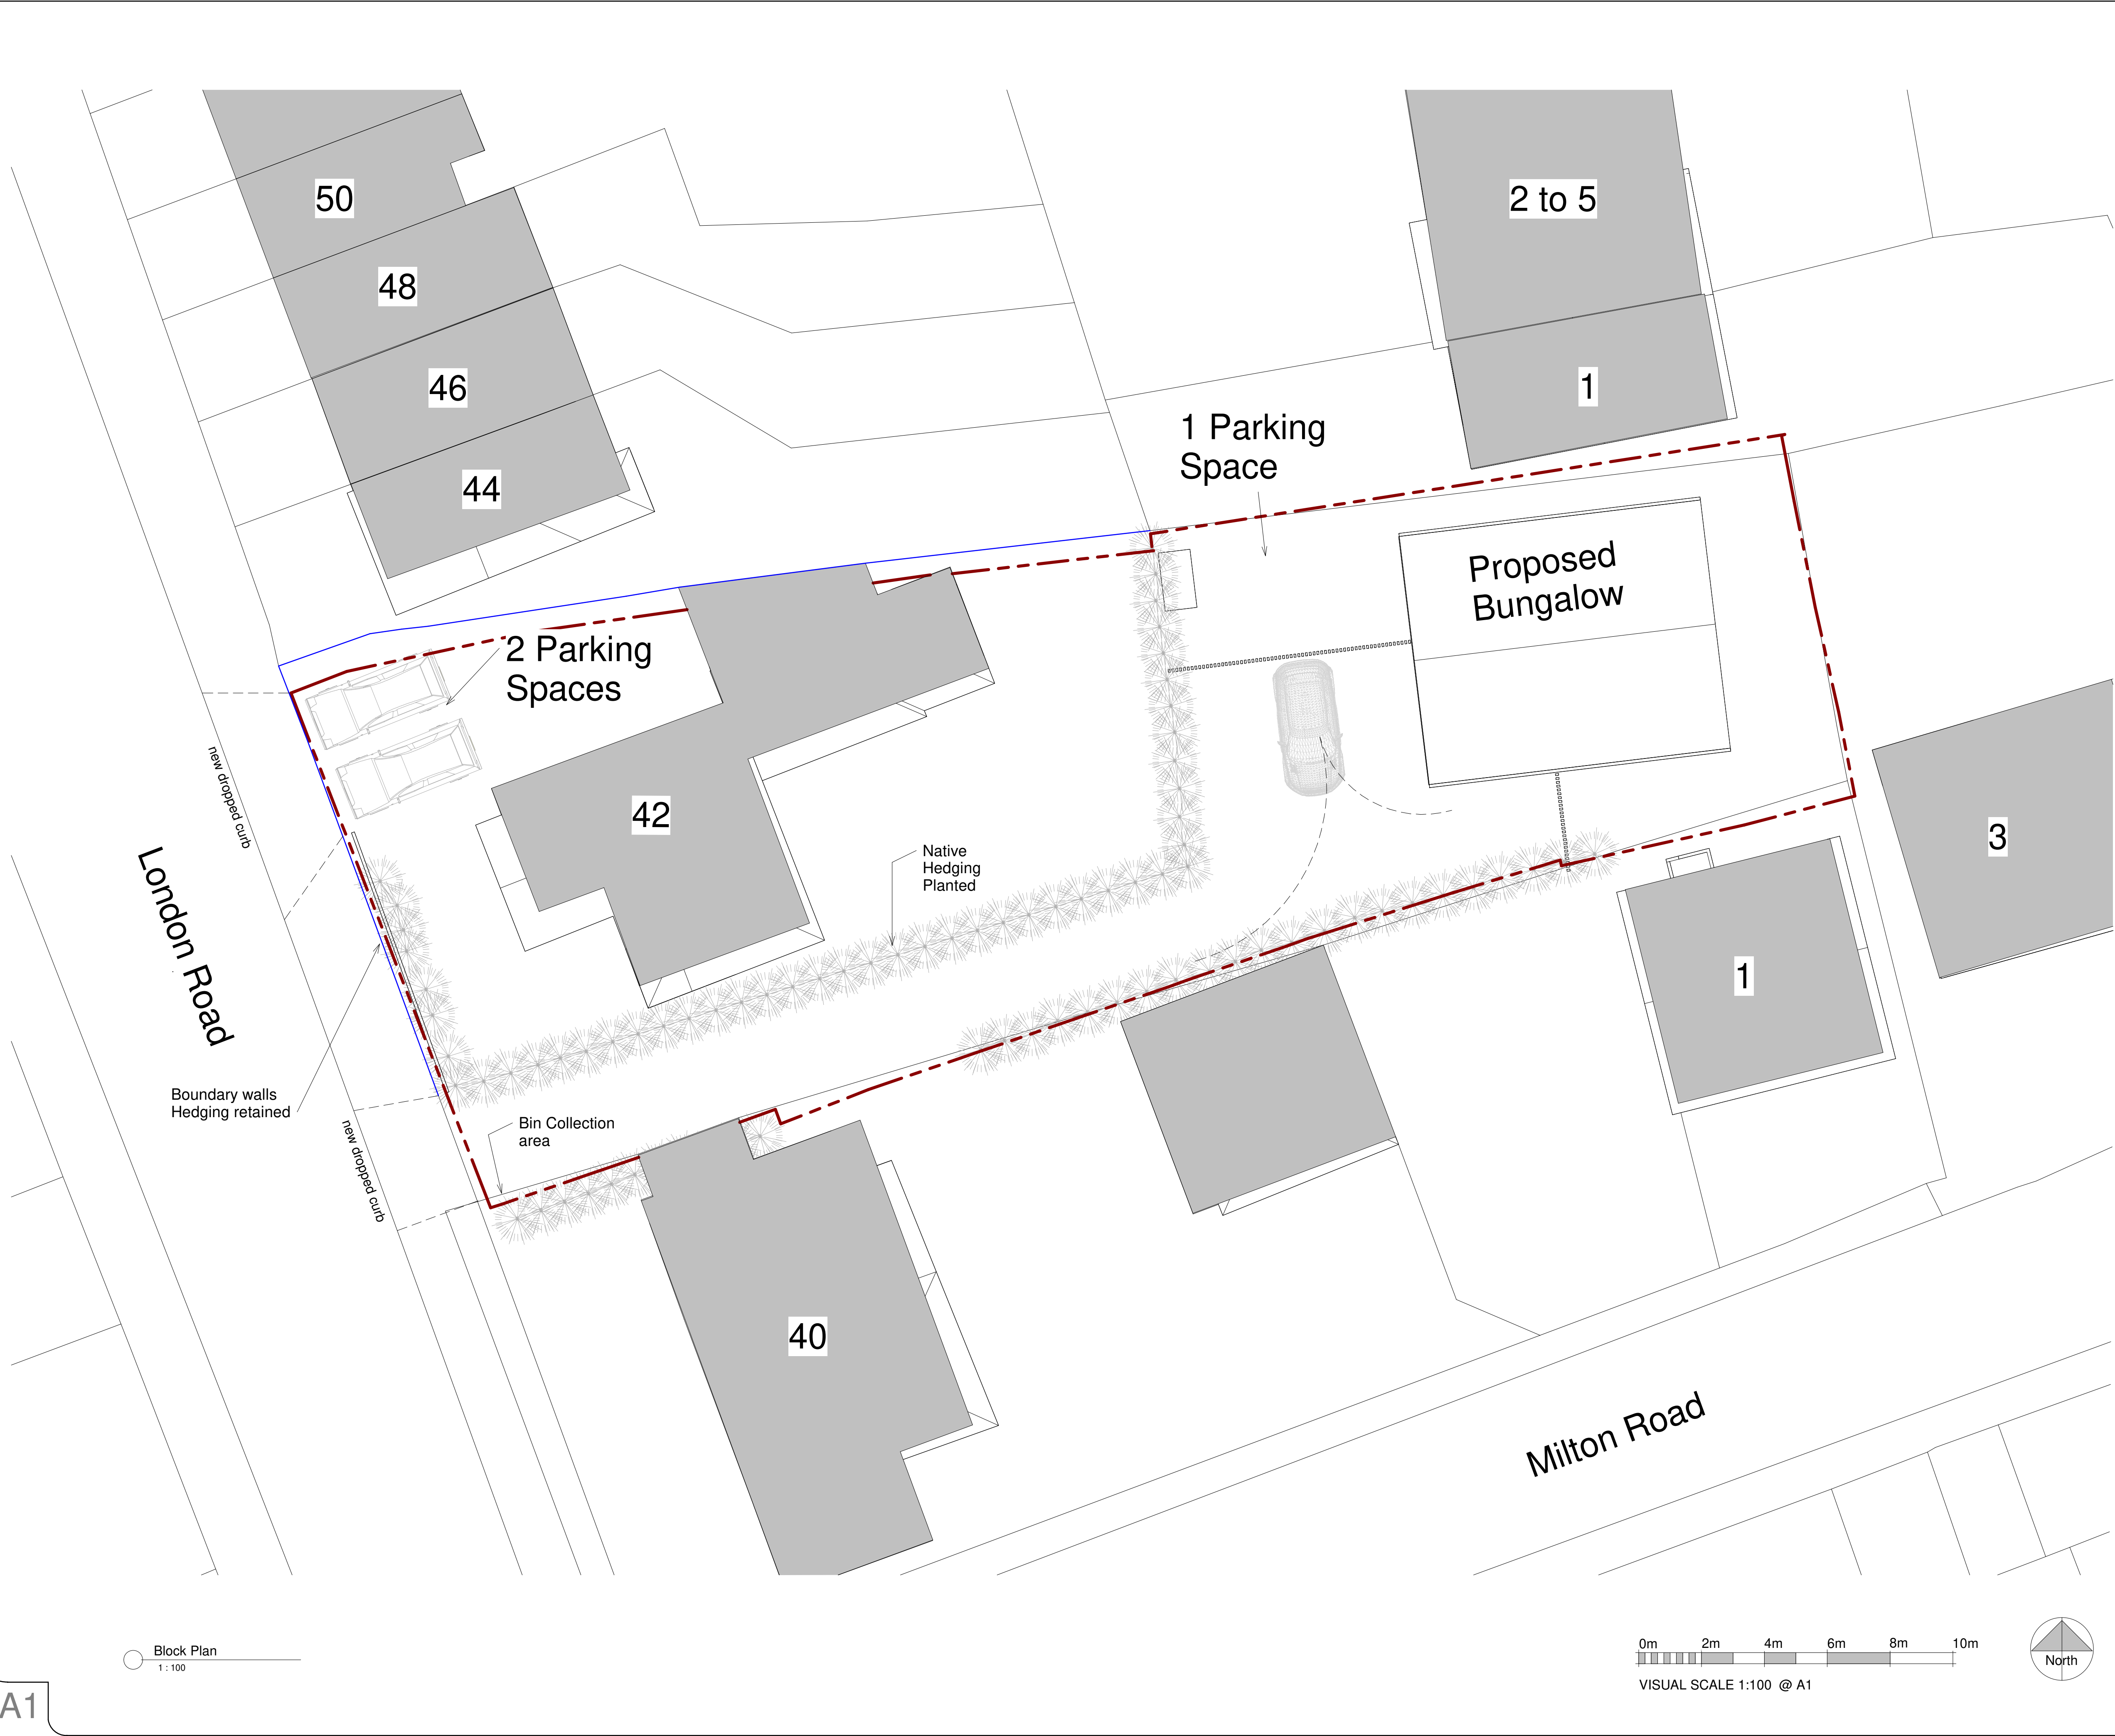 50
2 to 5
48
46
1
1 Parking
Space
44
Proposed
Bungalow
2 Parking
Spaces
new dropped curb
42
3
London Road
Native
Hedging
Planted
1
Boundary walls
Hedging retained
Bin Collection
area
new dropped curb
40
Milton Road
Block Plan
1 : 100
0m 2m 4m 6m 8m 10m
VISUAL SCALE 1:100 @ A1
North
A1